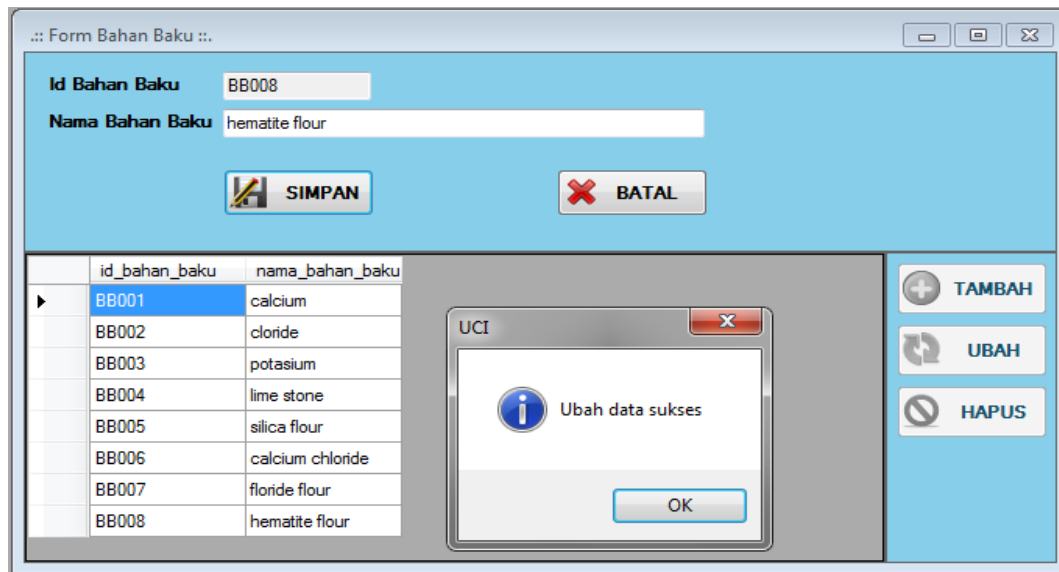 .:: Form Bahan Baku ::.
Id Bahan Baku BB008
Nama Bahan Baku hematite flour
SIMPAN BATAL
id_bahan_baku nama_bahan_baku
BB001 calcium
BB002 cloride
BB003 potasium
BB004 lime stone
BB005 silica flour
BB006 calcium chloride
BB007 floride flour
BB008 hematite flour
UCI
Ubah data sukses
OK
TAMBAH
UBAH
HAPUS